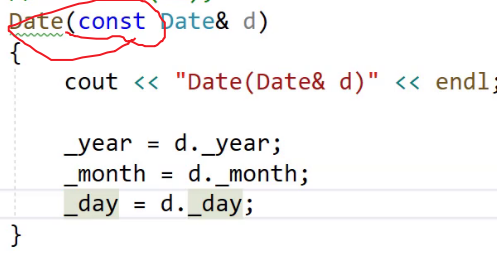 Date(const Date& d)
{
cout << "Date(Date& d)" << endl;
_year = d._year;
_month = d._month;
_day = d._day;
}